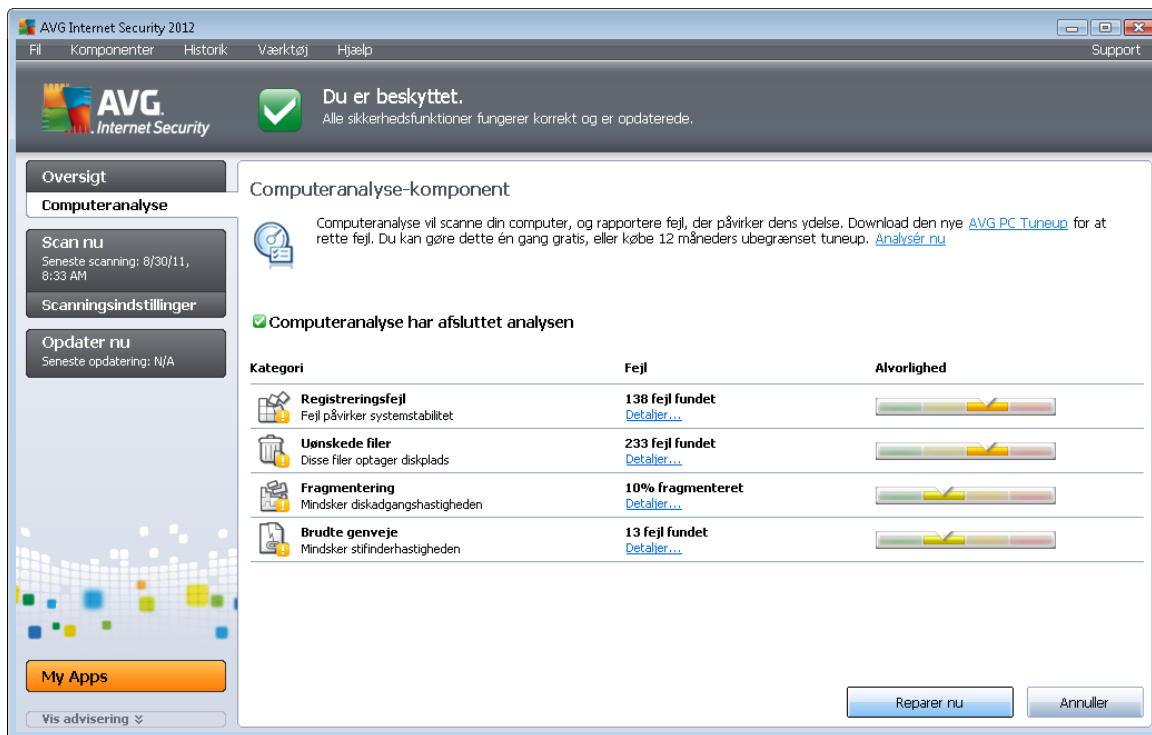 AVG Internet Security 2012
Fil Komponenter Historik Værktøj Hjælp Support
AVG.
Internet Security
Du er beskyttet.
Alle sikkerhedsfunktioner fungerer korrekt og er opdaterede.
Oversigt
Computeranalyse
Scan nu
Seneste scanning: 8/30/11,
8:33 AM
Scanningsindstillinger
Opdater nu
Seneste opdatering: N/A
My Apps
Vis advisering
Computeranalyse-komponent
Computeranalyse vil scanne din computer, og rapportere fejl, der påvirker dens ydelse. Download den nye AVG PC Tuneup for at
rette fejl. Du kan gøre dette én gang gratis, eller købe 12 måneders ubegrænset tuneup. Analysér nu
Computeranalyse har afsluttet analysen
Kategori Fejl Alvorlighed
Registreringsfejl 138 fejl fundet
Fejl påvirker systemstabilitet Detaljer...
Uønskede filer 233 fejl fundet
Disse filer optager diskplads Detaljer...
Fragmentering 10% fragmenteret
Mindsker diskadgangshastigheden Detaljer...
Brudte genveje 13 fejl fundet
Mindsker stifinderhastigheden Detaljer...
Reparer nu Annuller